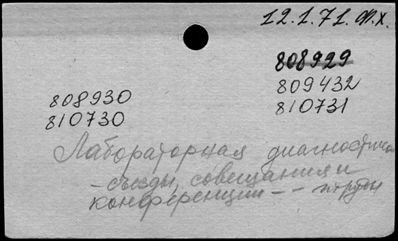 12.1.71. Ф.Х.
808929
809432
808930
810731
810730
Лабораторная диагностика
- съезды, совещания и
конференции - - труды